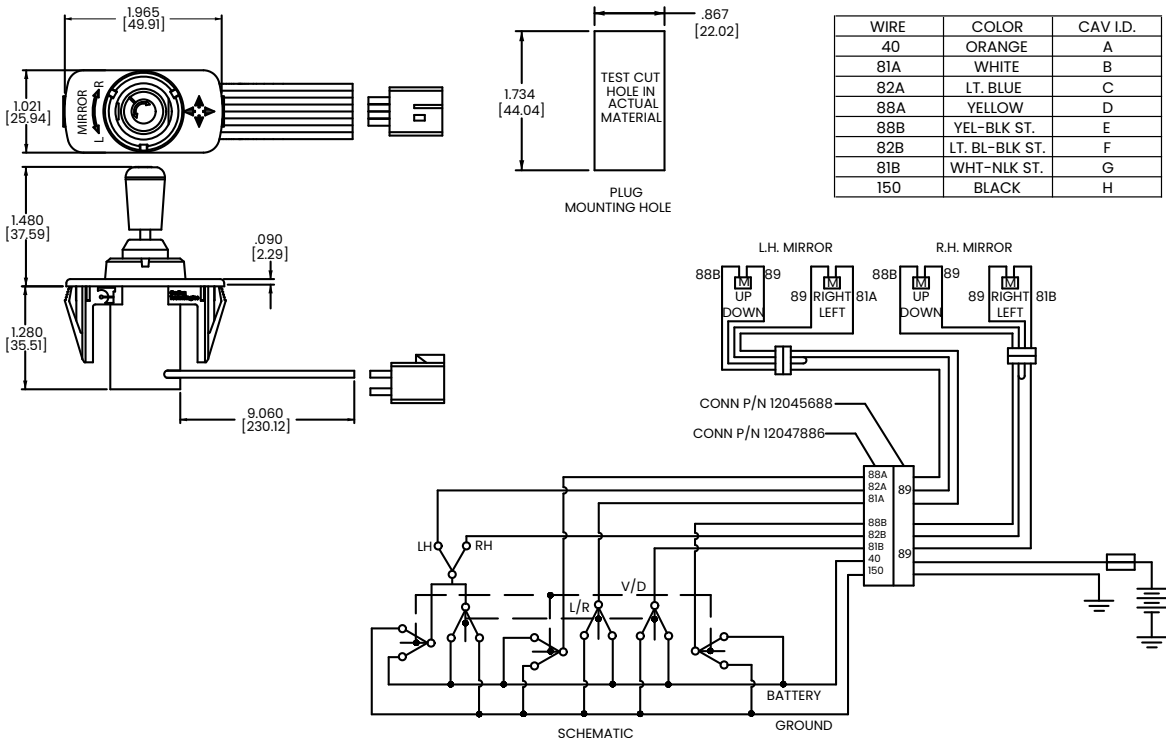 1.965
[49.91]
1.021
[25.94]
MIRROR
L
R
1.480
[37.59]
.090
[2.29]
1.280
[35.51]
9.060
[230.12]
.867
[22.02]
1.734
[44.04]
TEST CUT
HOLE IN
ACTUAL
MATERIAL
PLUG
MOUNTING HOLE
WIRE COLOR CAV I.D.
40 ORANGE A
81A WHITE B
82A LT. BLUE C
88A YELLOW D
88B YEL-BLK ST. E
82B LT. BL-BLK ST. F
81B WHT-NLK ST. G
150 BLACK H
L.H. MIRROR
R.H. MIRROR
88B M 89
UP
DOWN
M
89 RIGHT 81A
LEFT
88B M 89
UP
DOWN
M
89 RIGHT 81B
LEFT
CONN P/N 12045688
CONN P/N 12047886
88A
82A
81A
89
88B
82B
81B
40
150
89
LH
RH
V/D
L/R
BATTERY
GROUND
SCHEMATIC